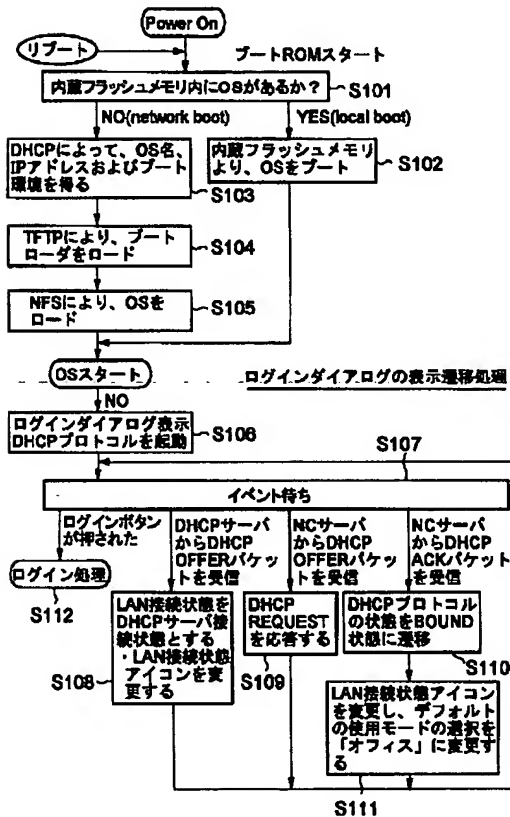 Power On
リブート
ブートROMスタート
内蔵フラッシュメモリ内にOSがあるか？
S101
NO(network boot)
YES(local boot)
DHCPによって、OS名、
IPアドレスおよびブート
環境を得る
S103
内蔵フラッシュメモリ
より、OSをブート
S102
TFTPにより、ブート
ローダをロード
S104
NFSにより、OSを
ロード
S105
OSスタート
ログインダイアログの表示遷移処理
NO
ログインダイアログ表示
DHCPプロトコルを起動
S106
S107
イベント待ち
ログインボタン
が押された
ログイン処理
S112
DHCPサーバ
からDHCP
OFFERパケッ
トを受信
NCサーバ
からDHCP
OFFERパケッ
トを受信
NCサーバ
からDHCP
ACKパケット
を受信
LAN接続状態を
DHCPサーバ接
続状態とする
・LAN接続状態
アイコンを変
更する
S108
DHCP
REQUEST
を応答する
S109
DHCPプロトコル
の状態をBOUND
状態に遷移
S110
LAN接続状態アイコン
を変更し、デフォルト
の使用モードの選択を
「オフィス」に変更す
る
S111